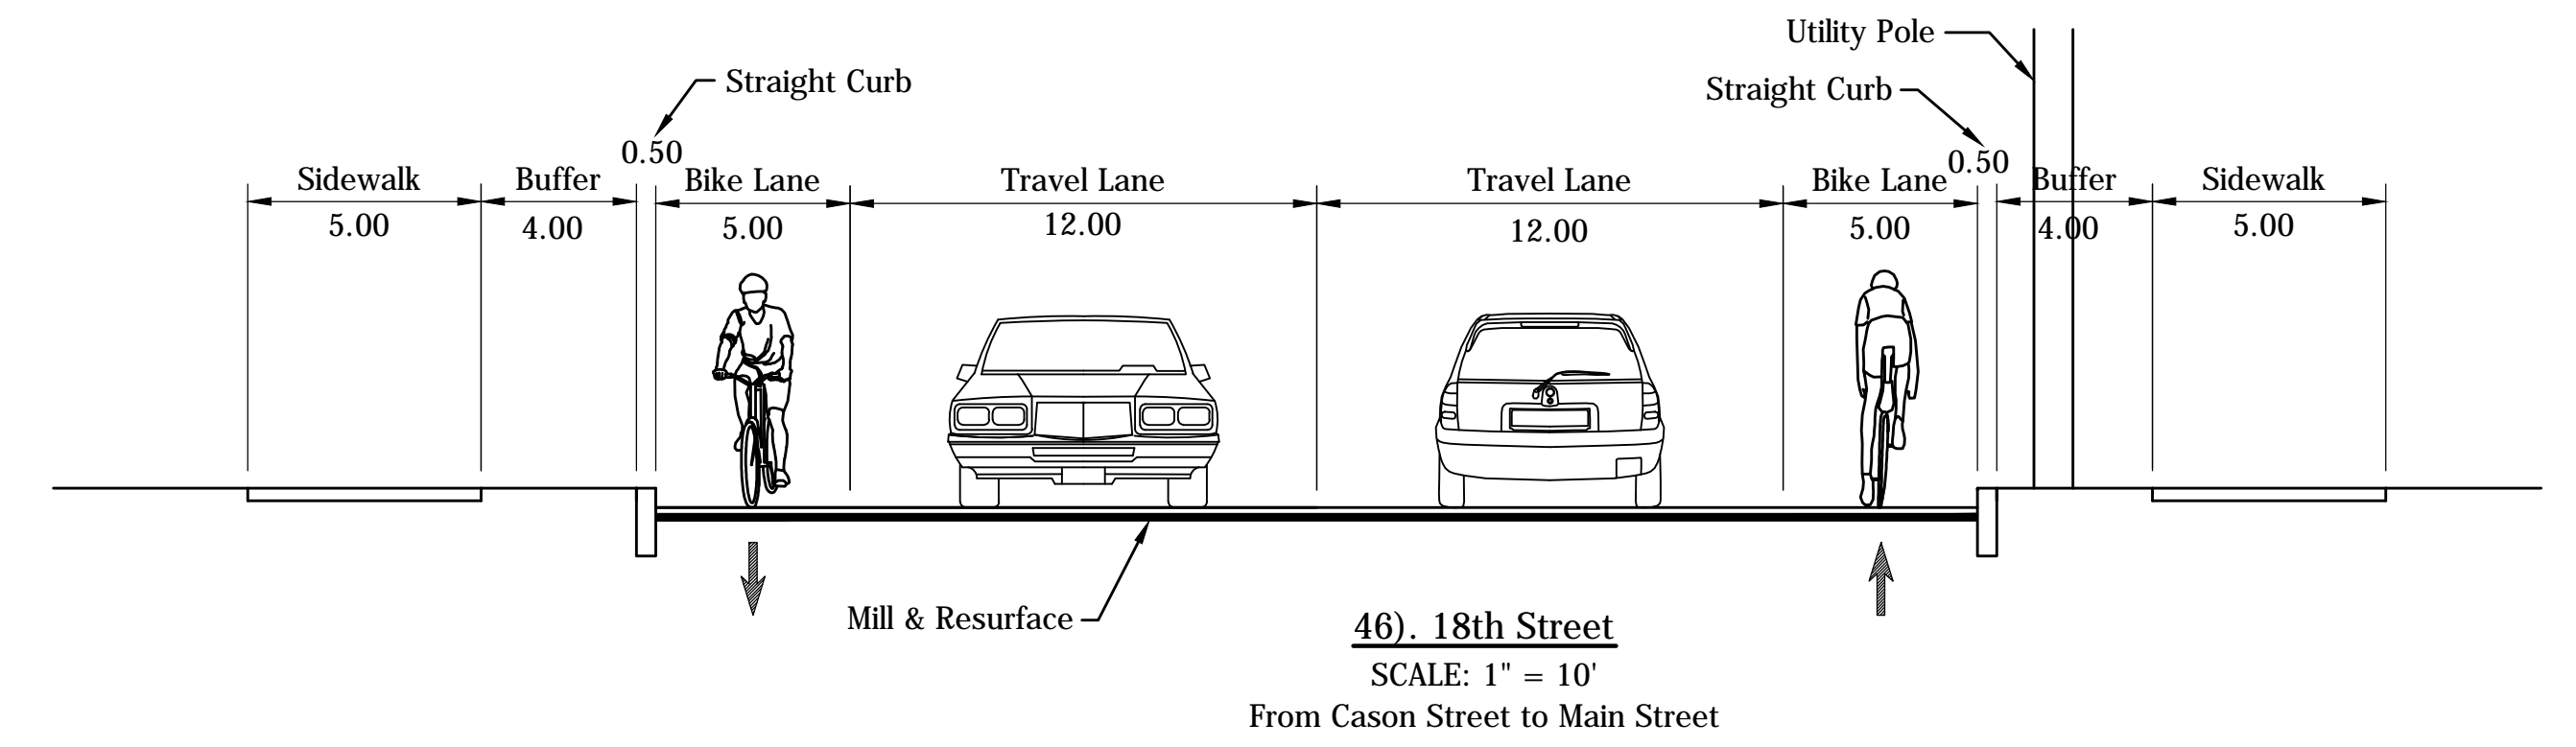 Utility Pole
Straight Curb
Straight Curb
0.50
0.50
Sidewalk
Buffer
Bike Lane
Travel Lane
Travel Lane
Bike Lane
Buffer
Sidewalk
5.00
4.00
5.00
12.00
12.00
5.00
4.00
5.00
Mill & Resurface
46). 18th Street
SCALE: 1" = 10'
From Cason Street to Main Street